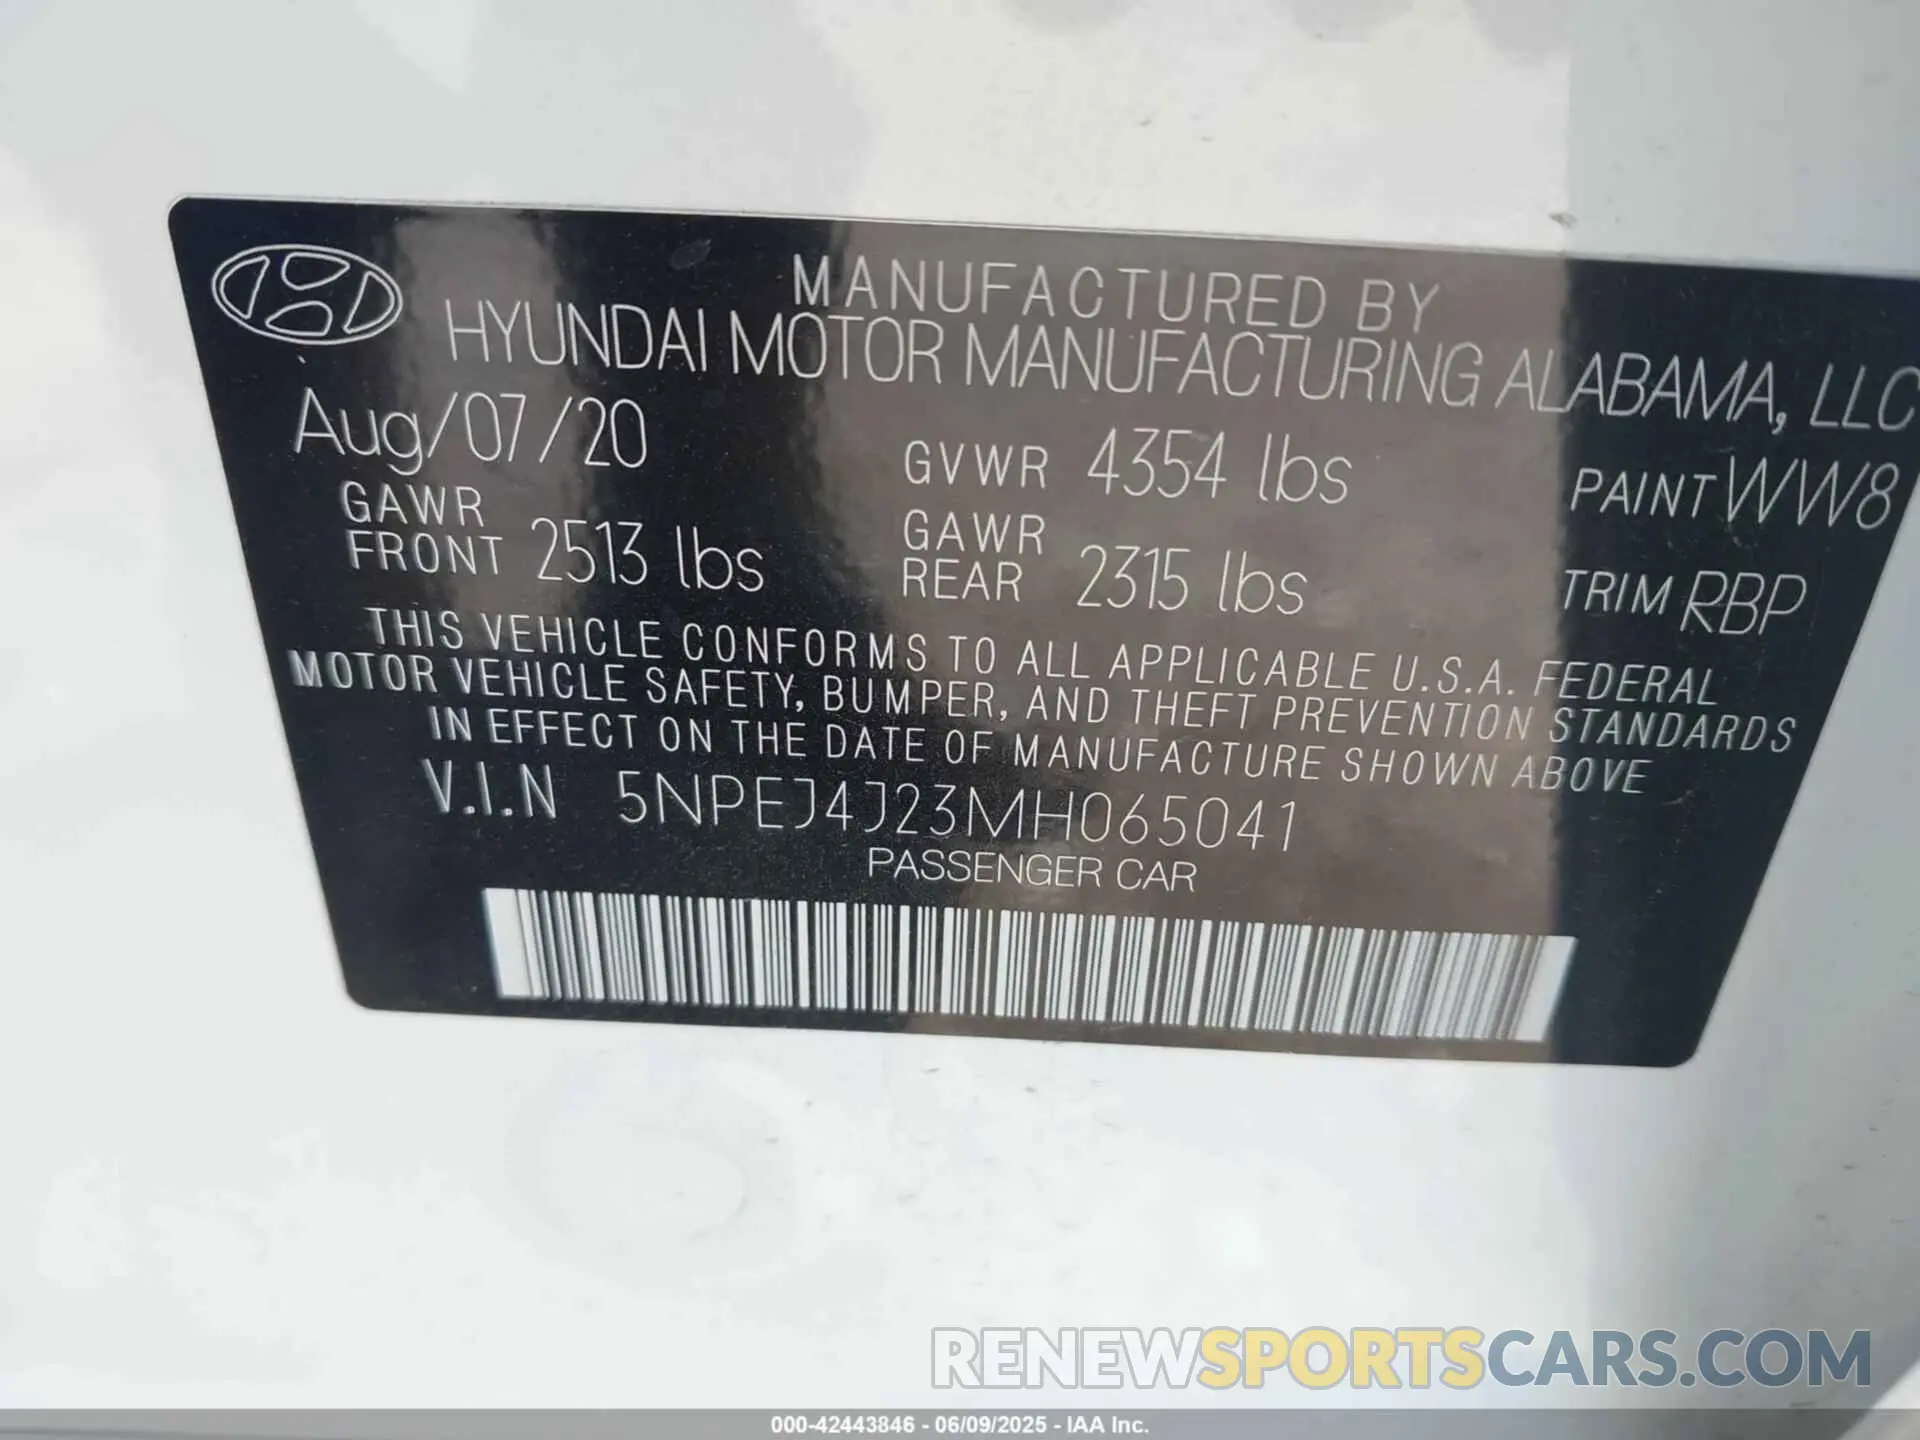 MANUFACTURED BY
HYUNDAI MOTOR MANUFACTURING ALABAMA, LLC
Aug/07/20
GVWR 4354 lbs
PAINT WW8
GAWR FRONT 2513 lbs
GAWR REAR 2315 lbs
TRIM RBP
THIS VEHICLE CONFORMS TO ALL APPLICABLE U.S.A. FEDERAL
MOTOR VEHICLE SAFETY, BUMPER, AND THEFT PREVENTION STANDARDS
IN EFFECT ON THE DATE OF MANUFACTURE SHOWN ABOVE
V.I.N 5NPEJ4J23MH065041
PASSENGER CAR
RENEWSPORTSCARS.COM
000-42443846 - 06/09/2025 - IAA Inc.